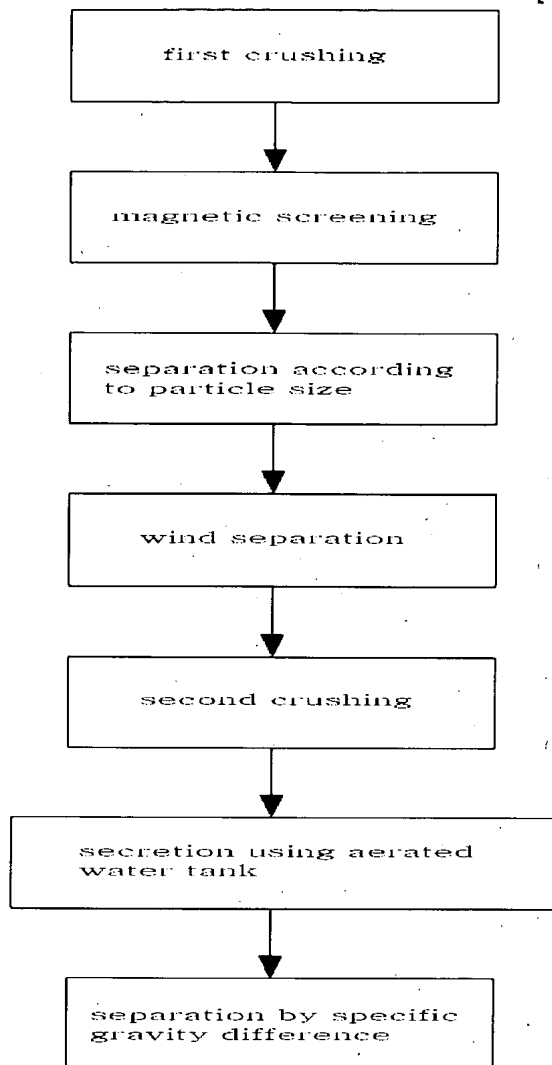 first crushing
magnetic screening
separation according
to particle size
wind separation
second crushing
secretion using aerated
water tank
separation by specific
gravity difference